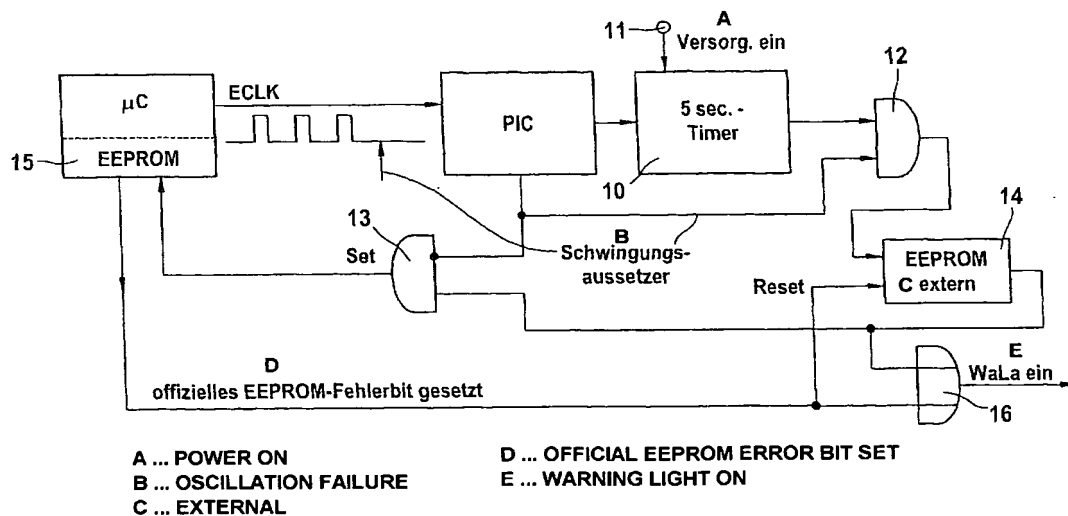 A
11
Versorg. ein
12
µC
ECLK
PIC
5 sec. -
Timer
15
EEPROM
10
13
14
B
Set
Schwingungs-
aussetzer
EEPROM
C extern
Reset
D
offizielles EEPROM-Fehlerbit gesetzt
E
WaLa ein
16
A ... POWER ON
B ... OSCILLATION FAILURE
C ... EXTERNAL
D ... OFFICIAL EEPROM ERROR BIT SET
E ... WARNING LIGHT ON